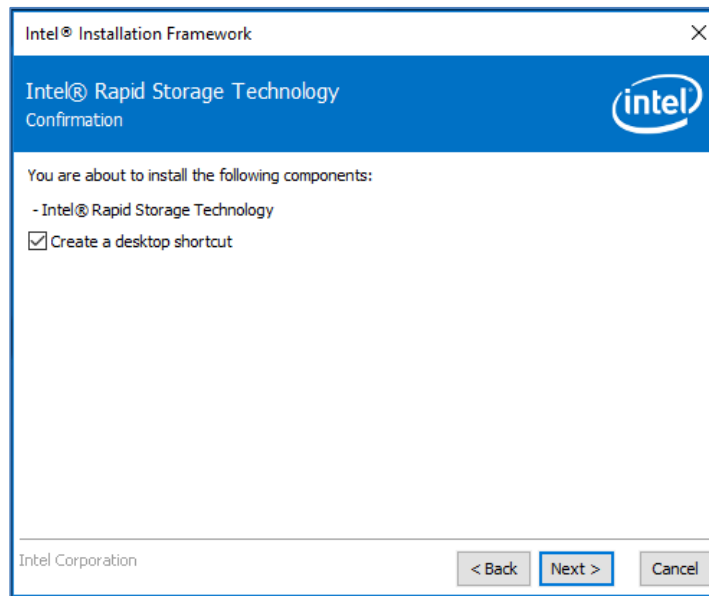 Intel® Installation Framework
Intel® Rapid Storage Technology
Confirmation
intel
You are about to install the following components:
- Intel® Rapid Storage Technology
Create a desktop shortcut
Intel Corporation
< Back
Next >
Cancel